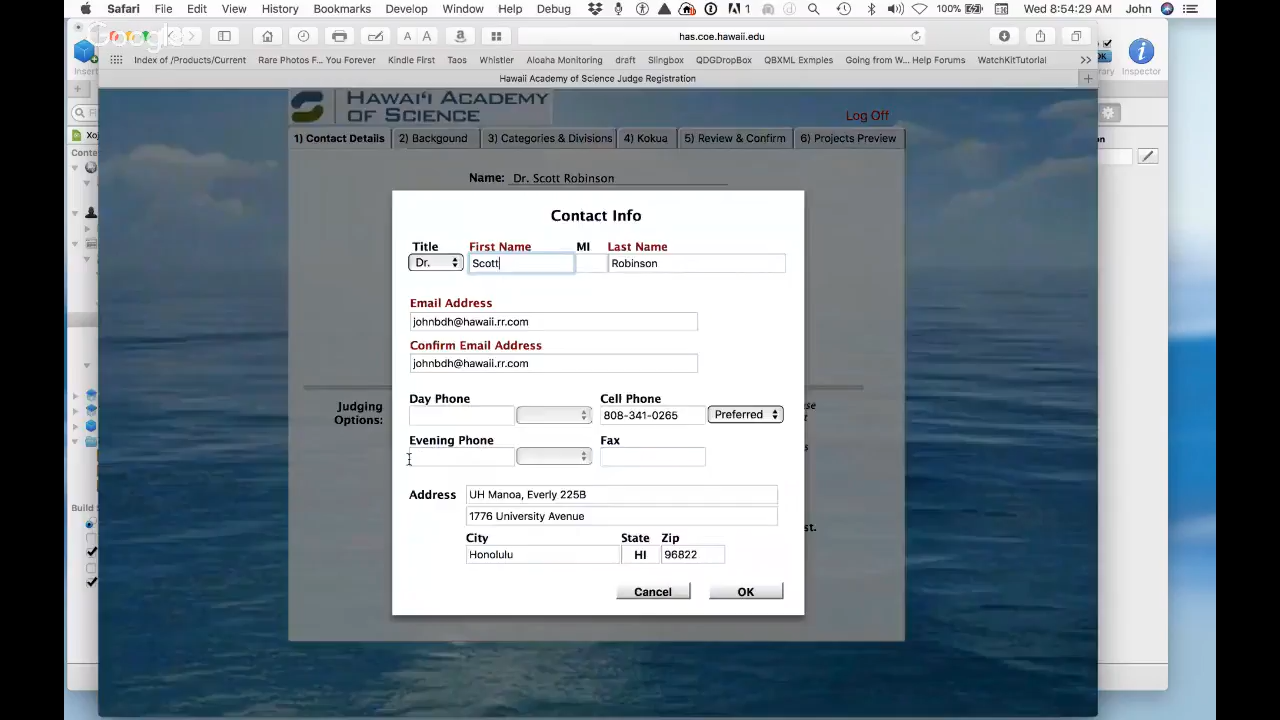 Safari File Edit View History Bookmarks Develop Window Help Debug 1 100% Wed 8:54:29 AM John
Google
has.coe.hawaii.edu
A A
Insert
Inspector
Index of /Products/Current Rare Photos F... You Forever Kindle First Taos Whistler Aloaha Monitoring draft Slingbox QDGDropBox QBXML Exmples Going from W... Help Forums WatchKitTutorial
Hawaii Academy of Science Judge Registration
HAWAI‘I ACADEMY
OF SCIENCE
Log Off
1) Contact Details 2) Backgound 3) Categories & Divisions 4) Kokua 5) Review & Confirm 6) Projects Preview
Name: Dr. Scott Robinson
Contact Info
Title First Name MI Last Name
Dr. Scott Robinson
Email Address
johnbdh@hawaii.rr.com
Confirm Email Address
johnbdh@hawaii.rr.com
Day Phone Cell Phone
808-341-0265 Preferred
Judging
Options:
Evening Phone Fax
Address UH Manoa, Everly 225B
1776 University Avenue
City State Zip
Honolulu HI 96822
Cancel OK
Build S